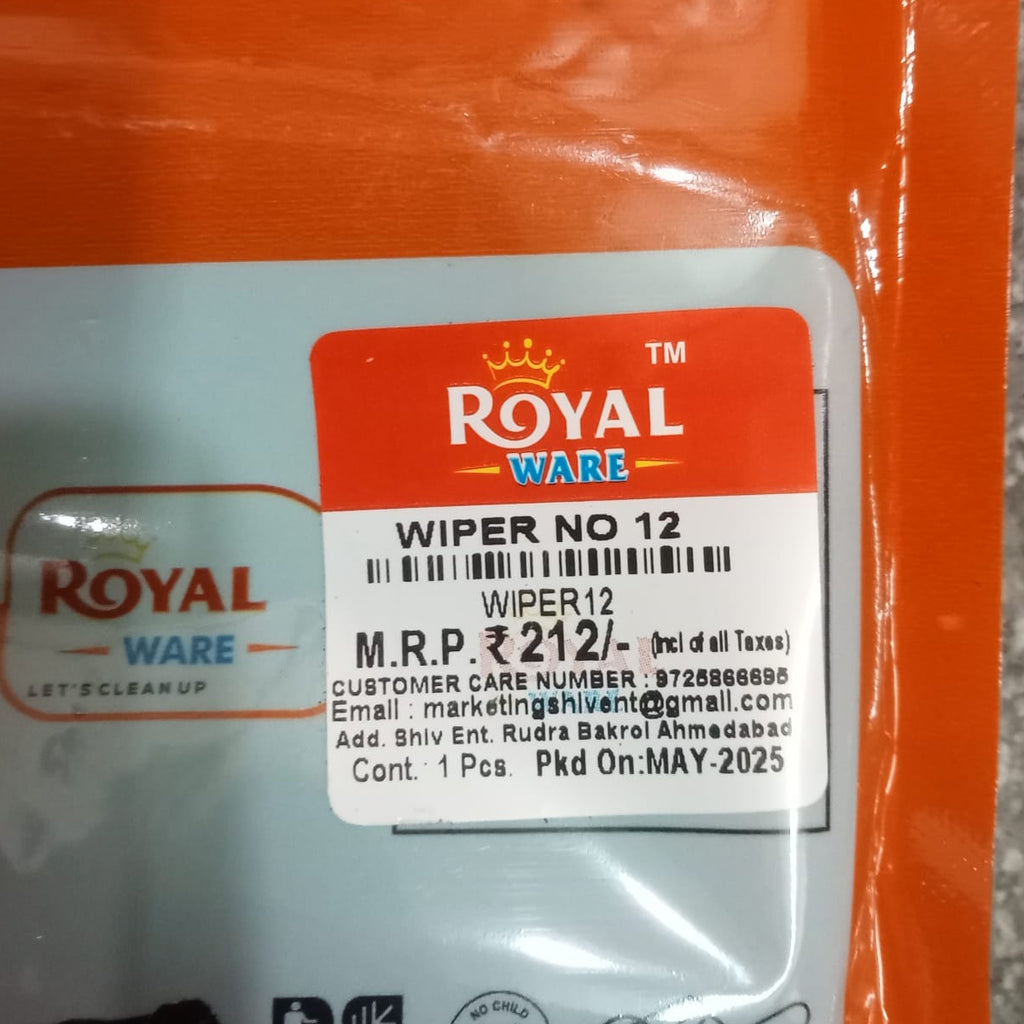 TM
ROYAL
WARE
WIPER NO 12
WIPER12
M.R.P. ₹ 212/- (Incl of all Taxes)
CUSTOMER CARE NUMBER : 9725866695
Email : marketingshivent@gmail.com
Add. Shiv Ent. Rudra Bakrol Ahmedabad
Cont. 1 Pcs. Pkd On:MAY-2025
ROYAL
WARE
LET'S CLEAN UP
NO CHILD